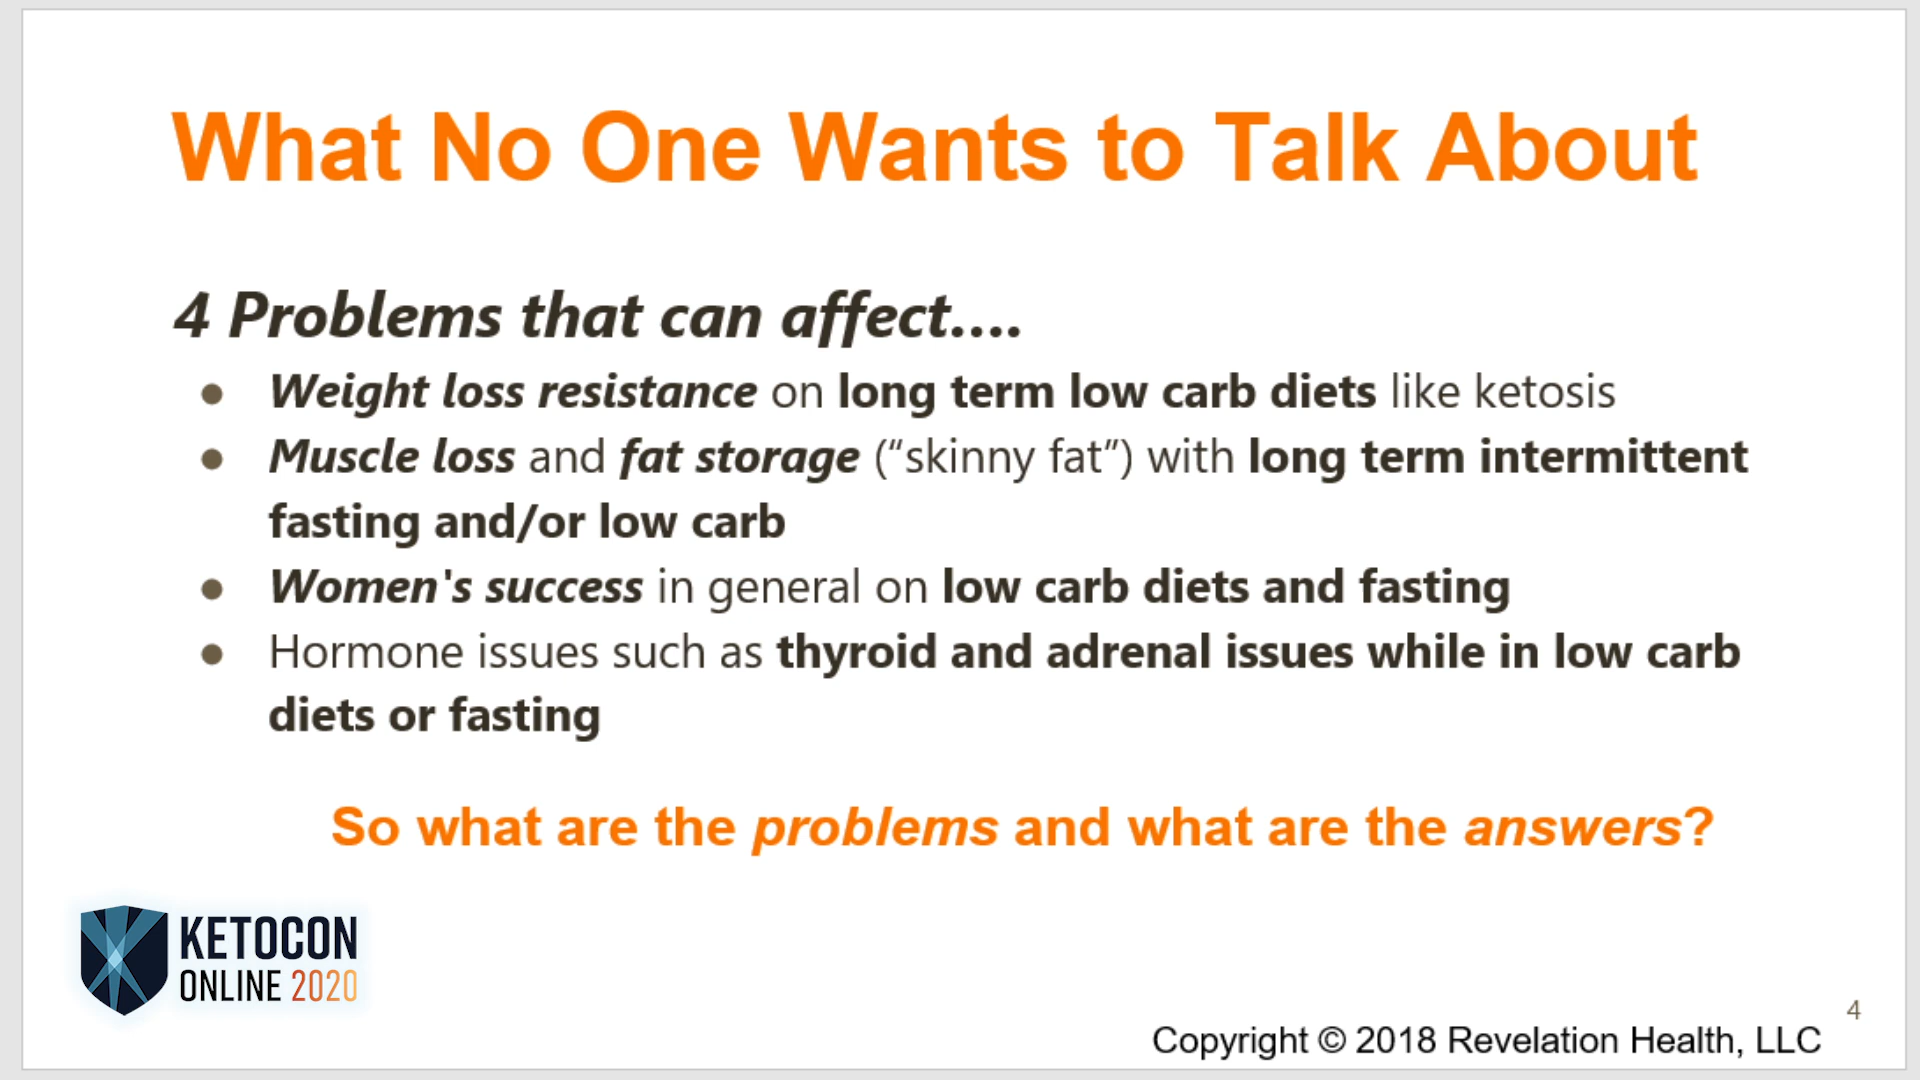 What No One Wants to Talk About
4 Problems that can affect....
● Weight loss resistance on long term low carb diets like ketosis
● Muscle loss and fat storage (“skinny fat”) with long term intermittent
fasting and/or low carb
● Women's success in general on low carb diets and fasting
● Hormone issues such as thyroid and adrenal issues while in low carb
diets or fasting
So what are the problems and what are the answers?
KETOCON
ONLINE 2020
4
Copyright © 2018 Revelation Health, LLC